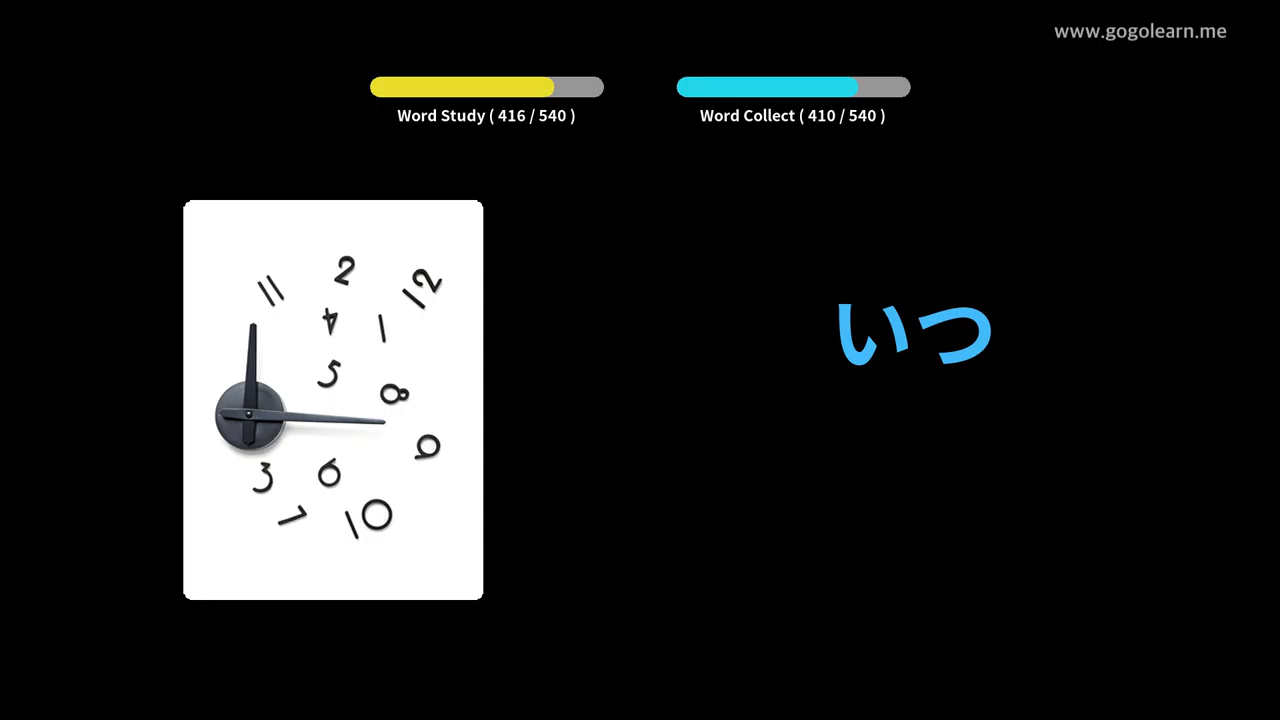 www.gogolearn.me
Word Study ( 416 / 540 )
Word Collect ( 410 / 540 )
いつ
11 2 12
4 1
5
8
9
3 6
7 10